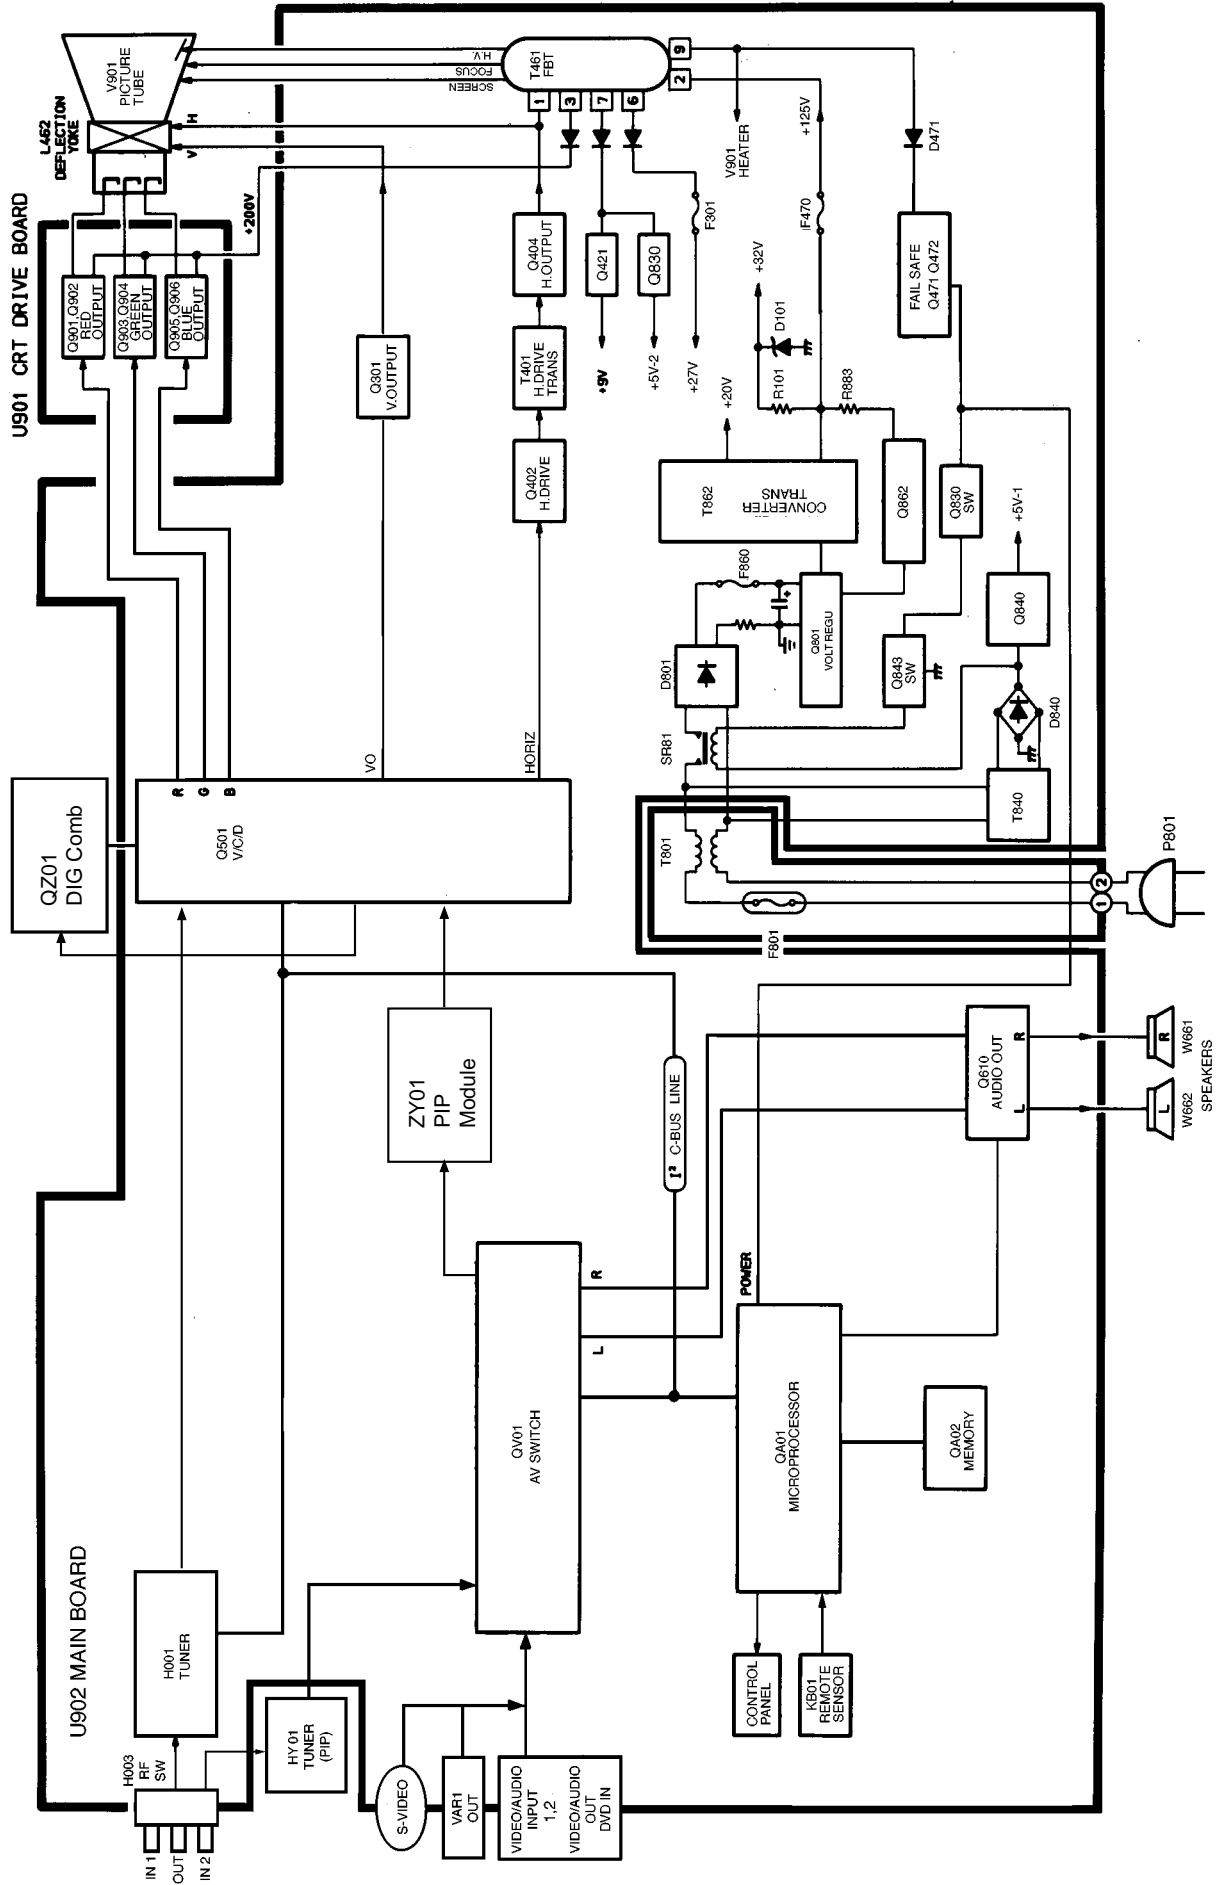 U901 CRT DRIVE BOARD
V901
PICTURE
TUBE
L462
DEFLECTION
YOKE
H
V
+200V
Q901,Q902
RED
OUTPUT
Q903,Q904
GREEN
OUTPUT
Q905,Q906
BLUE
OUTPUT
H.V.
FOCUS
SCREEN
T461
FBT
1
3
7
6
2
9
Q301
V.OUTPUT
Q402
H.DRIVE
T401
H.DRIVE
TRANS
Q404
H.OUTPUT
Q421
Q830
F301
+9V
+5V-2
+27V
V901
HEATER
+125V
F470
D471
FAIL SAFE
Q471 Q472
+32V
D101
R101
R883
+20V
T862
CONVERTER
TRANS
Q862
Q830
SW
+5V-1
Q840
F860
+
Q801
VOLT REGU
D801
Q843
SW
D840
SR81
T840
T801
F801
1
2
P801
QZ01
DIG Comb
Q501
V/C/D
R
G
B
VO
HORIZ
ZY01
PIP
Module
I² C-BUS LINE
Q610
AUDIO OUT
L
R
R
W661
L
W662
SPEAKERS
QV01
AV SWITCH
R
L
POWER
QA01
MICROPROCESSOR
QA02
MEMORY
CONTROL
PANEL
KB01
REMOTE
SENSOR
U902 MAIN BOARD
H001
TUNER
H003
RF
SW
IN 1
OUT
IN 2
HY01
TUNER
(PIP)
S-VIDEO
VAR1
OUT
VIDEO/AUDIO
INPUT
1,2
VIDEO/AUDIO
OUT
DVD IN